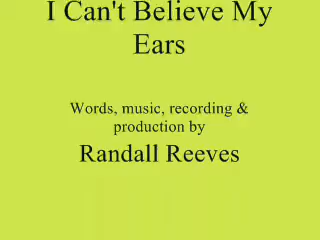 I Can't Believe My
Ears
Words, music, recording &
production by
Randall Reeves